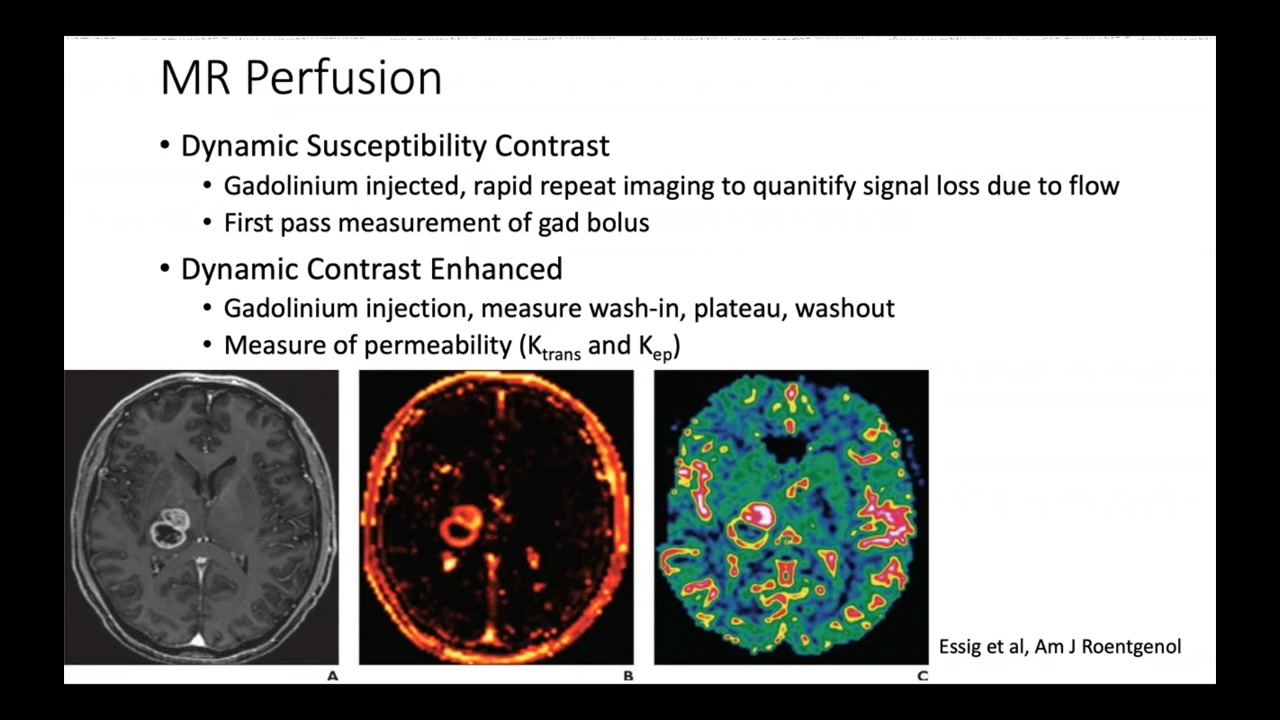 MR Perfusion
• Dynamic Susceptibility Contrast
• Gadolinium injected, rapid repeat imaging to quanitify signal loss due to flow
• First pass measurement of gad bolus
• Dynamic Contrast Enhanced
• Gadolinium injection, measure wash-in, plateau, washout
• Measure of permeability (Ktrans and Kep)
A
B
C
Essig et al, Am J Roentgenol